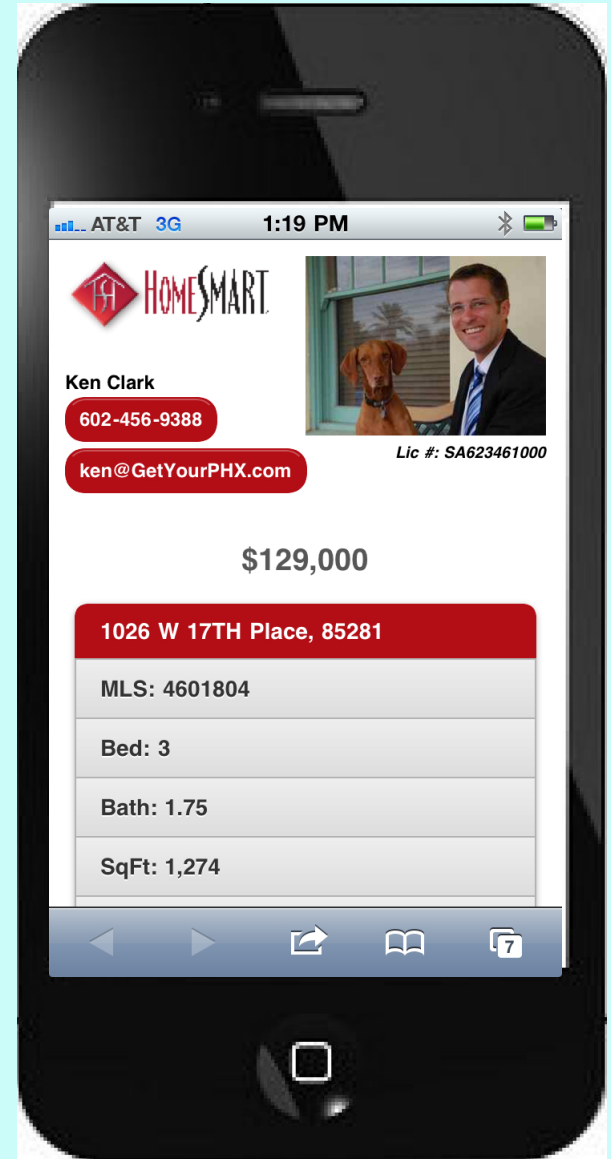 AT&T 3G 1:19 PM
HOMESMART
Ken Clark
602-456-9388
ken@GetYourPHX.com
Lic #: SA623461000
$129,000
1026 W 17TH Place, 85281
MLS: 4601804
Bed: 3
Bath: 1.75
SqFt: 1,274
7